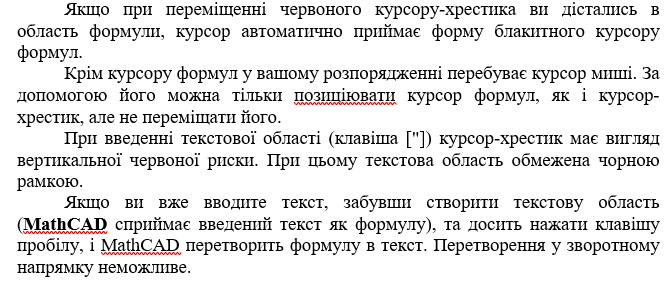 Якщо при переміщенні червоного курсору-хрестика ви дістались в
область формули, курсор автоматично приймає форму блакитного курсору
формул.
Крім курсору формул у вашому розпорядженні перебуває курсор миші. За
допомогою його можна тільки позиціювати курсор формул, як і курсор-
хрестик, але не переміщати його.
При введенні текстової області (клавіша ["]) курсор-хрестик має вигляд
вертикальної червоної риски. При цьому текстова область обмежена чорною
рамкою.
Якщо ви вже вводите текст, забувши створити текстову область
(MathCAD сприймає введений текст як формулу), та досить нажати клавішу
пробілу, і MathCAD перетворить формулу в текст. Перетворення у зворотному
напрямку неможливе.